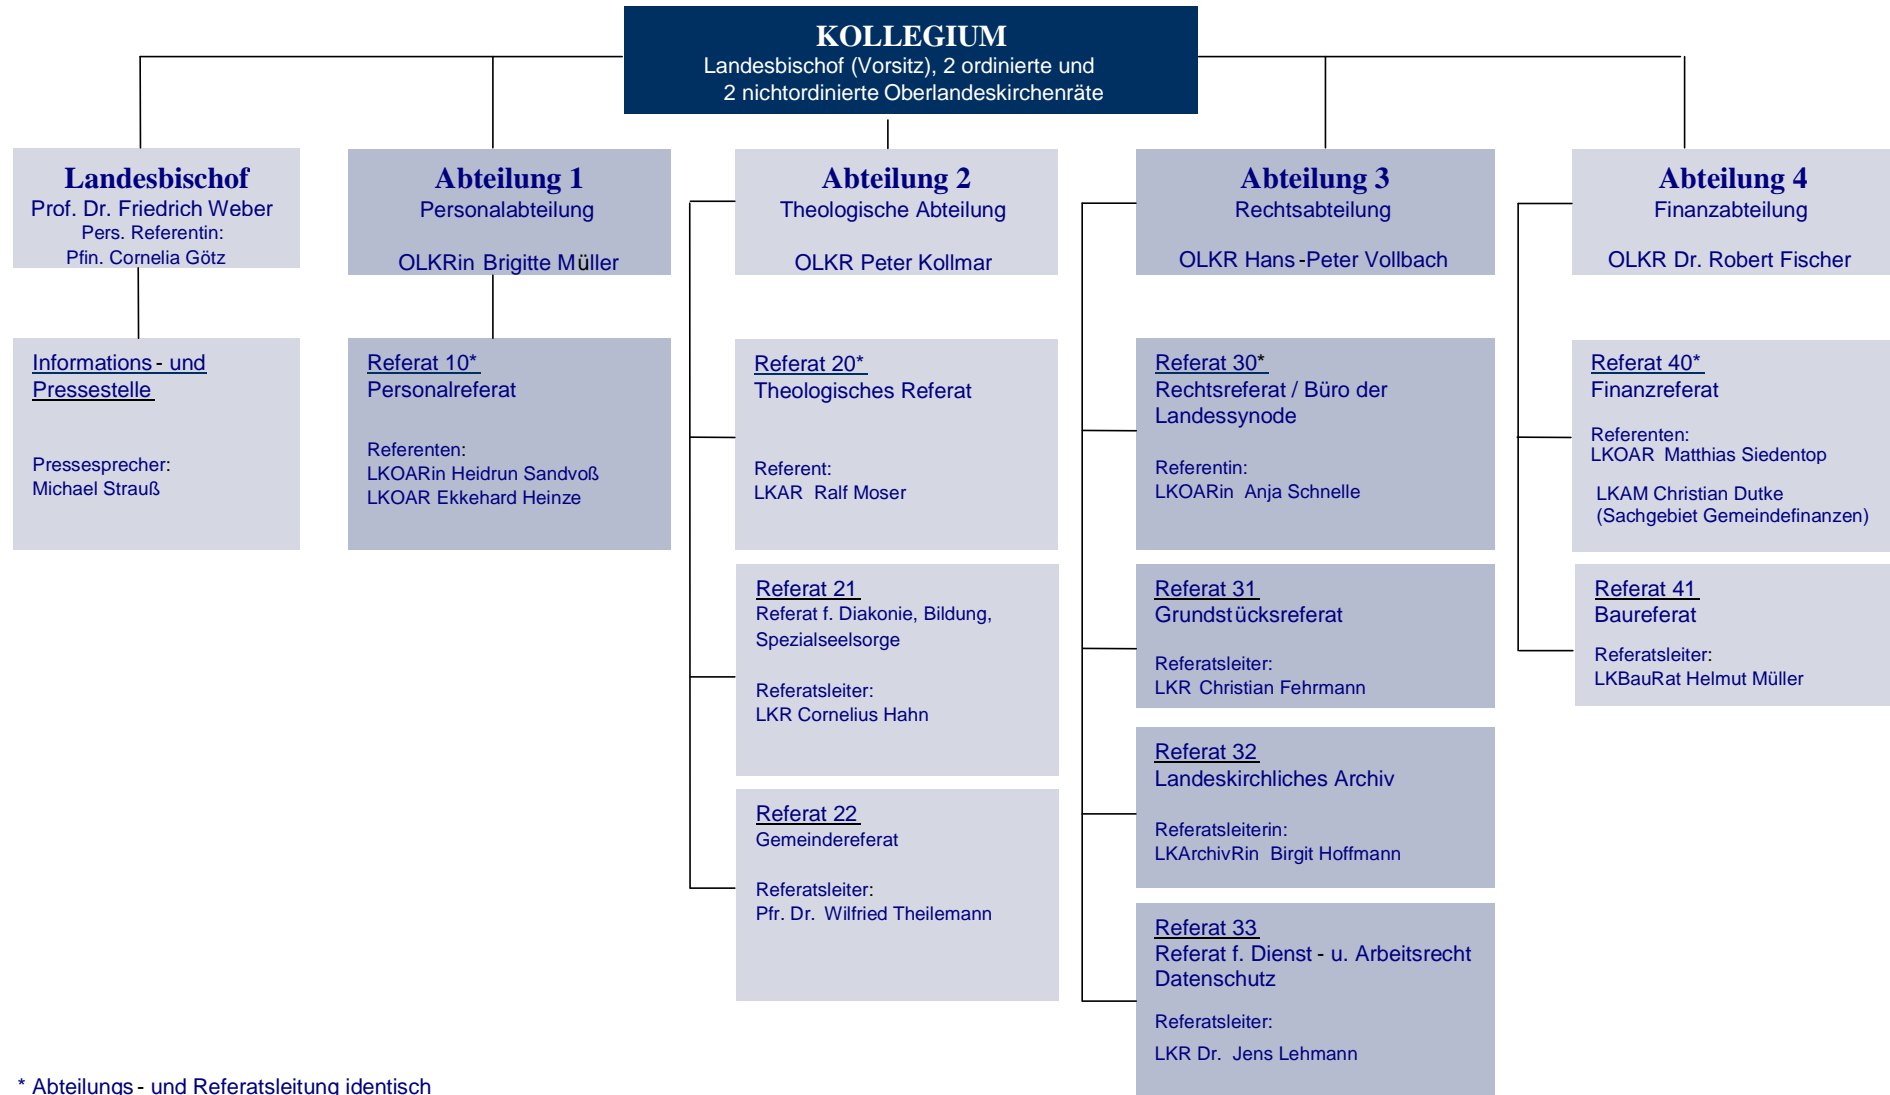 KOLLEGIUM
Landesbischof (Vorsitz), 2 ordinierte und
2 nichtordinierte Oberlandeskirchenräte
Landesbischof
Prof. Dr. Friedrich Weber
Pers. Referentin:
Pfin. Cornelia Götz
Informations - und
Pressestelle
Pressesprecher:
Michael Strauß
Abteilung 1
Personalabteilung
OLKRin Brigitte Müller
Referat 10*
Personalreferat
Referenten:
LKOARin Heidrun Sandvoß
LKOAR Ekkehard Heinze
Abteilung 2
Theologische Abteilung
OLKR Peter Kollmar
Referat 20*
Theologisches Referat
Referent:
LKAR Ralf Moser
Referat 21
Referat f. Diakonie, Bildung,
Spezialseelsorge
Referatsleiter:
LKR Cornelius Hahn
Referat 22
Gemeindereferat
Referatsleiter:
Pfr. Dr. Wilfried Theilemann
Abteilung 3
Rechtsabteilung
OLKR Hans -Peter Vollbach
Referat 30*
Rechtsreferat / Büro der
Landessynode
Referentin:
LKOARin Anja Schnelle
Referat 31
Grundstücksreferat
Referatsleiter:
LKR Christian Fehrmann
Referat 32
Landeskirchliches Archiv
Referatsleiterin:
LKArchivRin Birgit Hoffmann
Referat 33
Referat f. Dienst - u. Arbeitsrecht
Datenschutz
Referatsleiter:
LKR Dr. Jens Lehmann
Abteilung 4
Finanzabteilung
OLKR Dr. Robert Fischer
Referat 40*
Finanzreferat
Referenten:
LKOAR Matthias Siedentop
LKAM Christian Dutke
(Sachgebiet Gemeindefinanzen)
Referat 41
Baureferat
Referatsleiter:
LKBauRat Helmut Müller
* Abteilungs - und Referatsleitung identisch